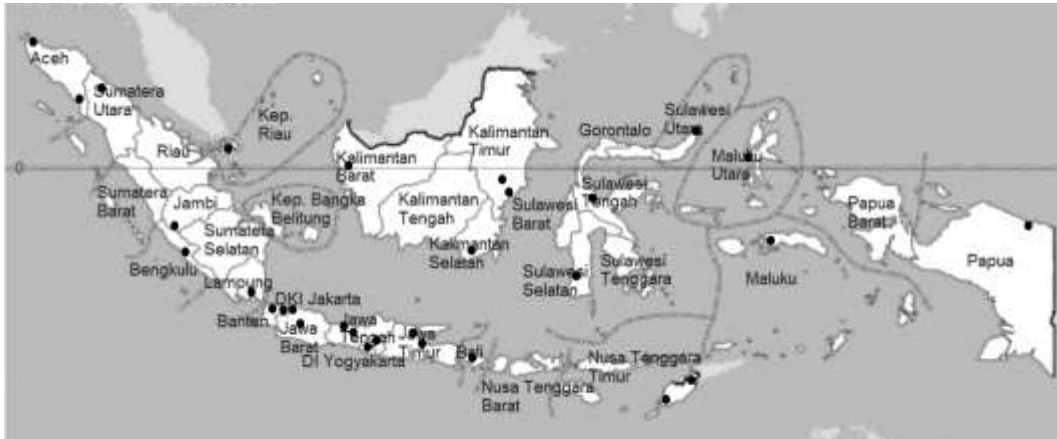 Aceh
Sumatera
Utara
Kep.
Riau
Riau
0
Sumatera
Barat
Jambi
Kep. Bangka
Belitung
Sumatera
Selatan
Bengkulu
Lampung
DKI Jakarta
Banten
Jawa
Barat
Jawa
Tengah
DI Yogyakarta
Jawa
Timur
Bali
Kalimantan
Barat
Kalimantan
Tengah
Kalimantan
Timur
Kalimantan
Selatan
Gorontalo
Sulawesi
Utara
Sulawesi
Tengah
Sulawesi
Barat
Sulawesi
Selatan
Sulawesi
Tenggara
Maluku
Utara
Maluku
Papua
Barat
Papua
Nusa Tenggara
Barat
Nusa Tenggara
Timur